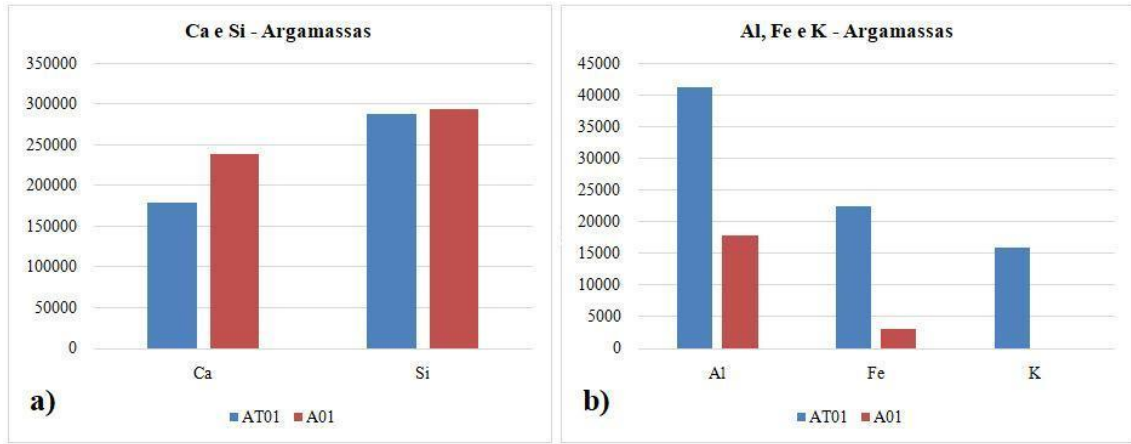 Ca e Si - Argamassas
350000
300000
250000
200000
150000
100000
50000
0
Ca Si
a)
AT01 A01
Al, Fe e K - Argamassas
45000
40000
35000
30000
25000
20000
15000
10000
5000
0
Al Fe K
b)
AT01 A01